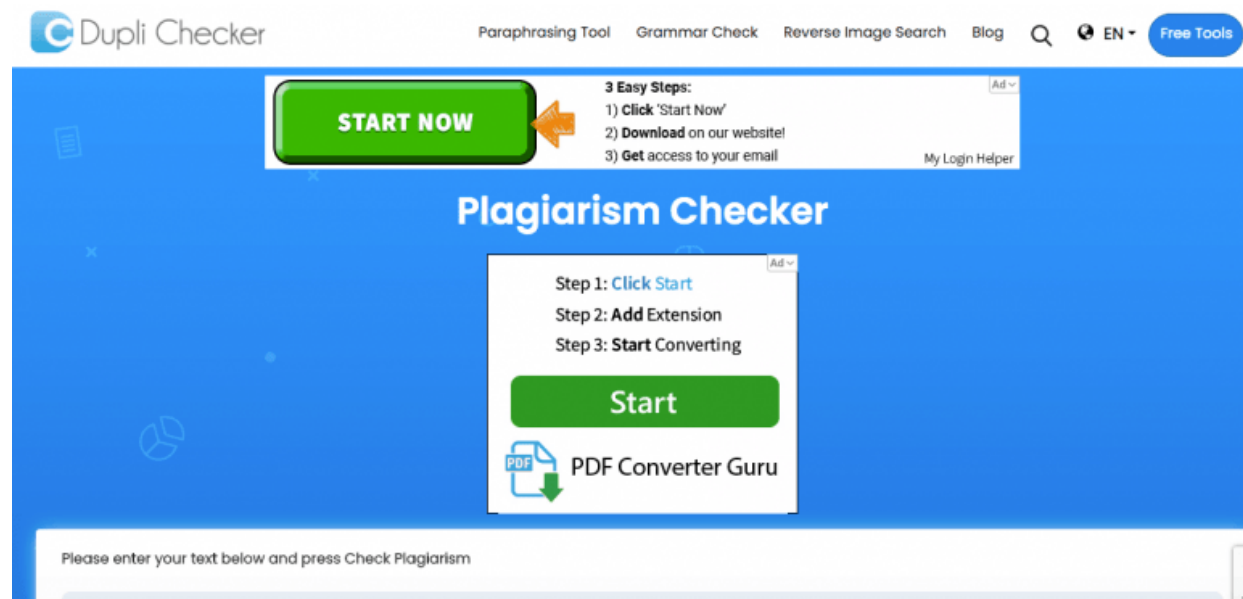 Dupli Checker
Paraphrasing Tool Grammar Check Reverse Image Search Blog EN Free Tools
START NOW
3 Easy Steps:
1) Click 'Start Now'
2) Download on our website!
3) Get access to your email
Ad
My Login Helper
Plagiarism Checker
Ad
Step 1: Click Start
Step 2: Add Extension
Step 3: Start Converting
Start
PDF
PDF Converter Guru
Please enter your text below and press Check Plagiarism